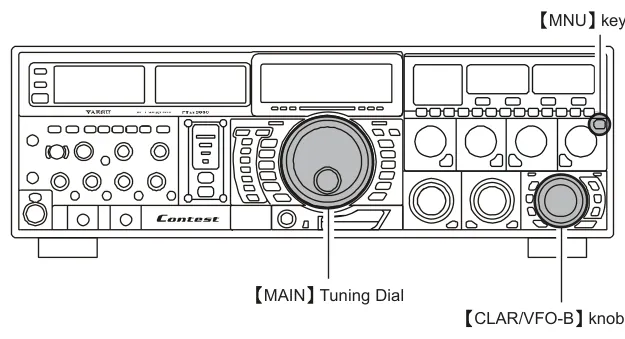 【MNU】key
YAESU
Contest
【MAIN】Tuning Dial
【CLAR/VFO-B】knob